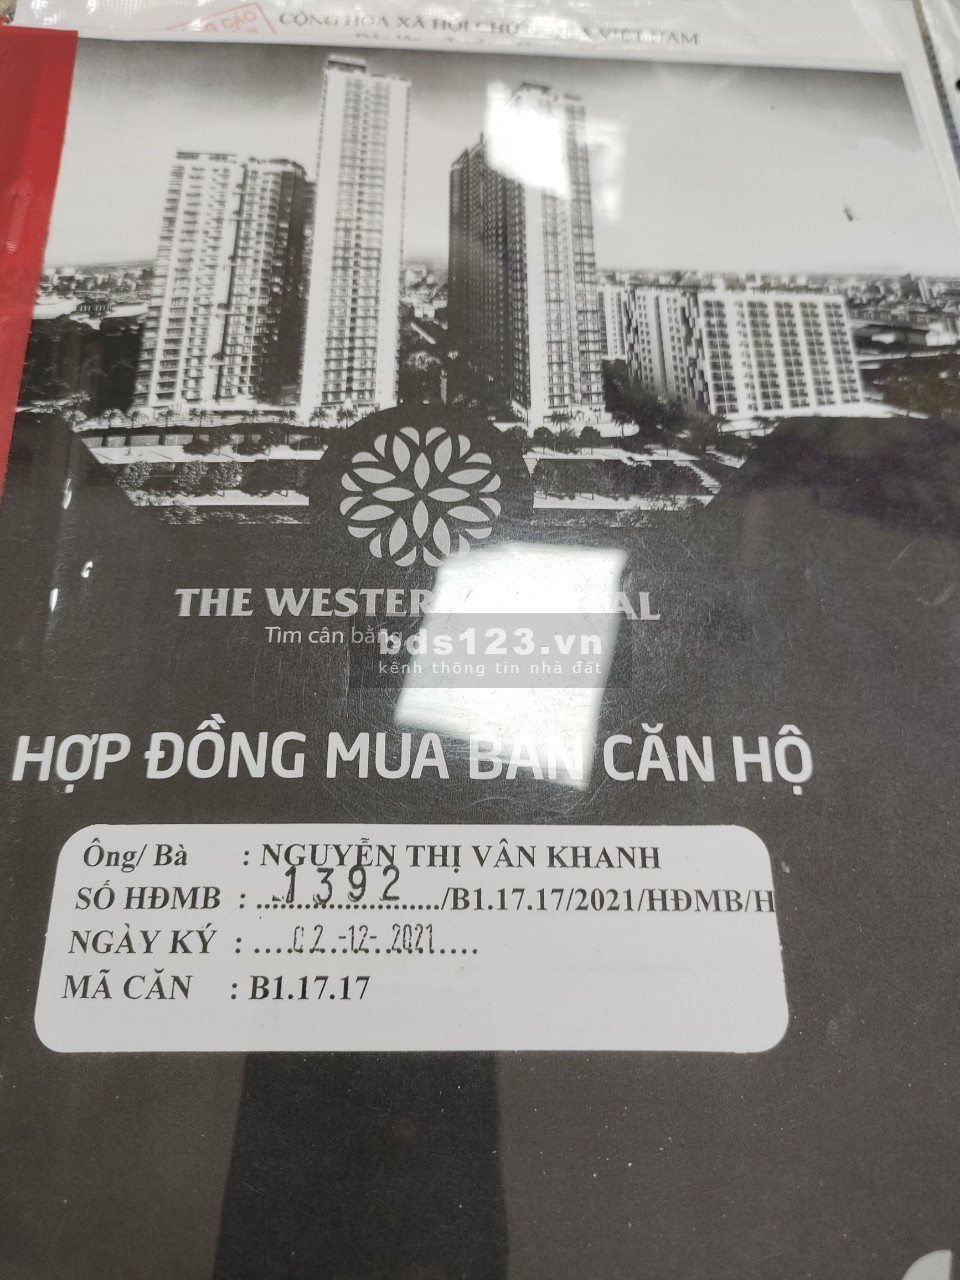 CỘNG HÒA XÃ HỘI CHỦ NGHĨA VIỆT NAM
THE WESTER AL
Tìm cân bằng
bds123.vn
kênh thông tin nhà đất
HỢP ĐỒNG MUA BÁN CĂN HỘ
Ông/ Bà : NGUYỄN THỊ VÂN KHANH
SỐ HĐMB : ..1392......./B1.17.17/2021/HĐMB/H
NGÀY KÝ : ....02.-12-.2021....
MÃ CĂN : B1.17.17